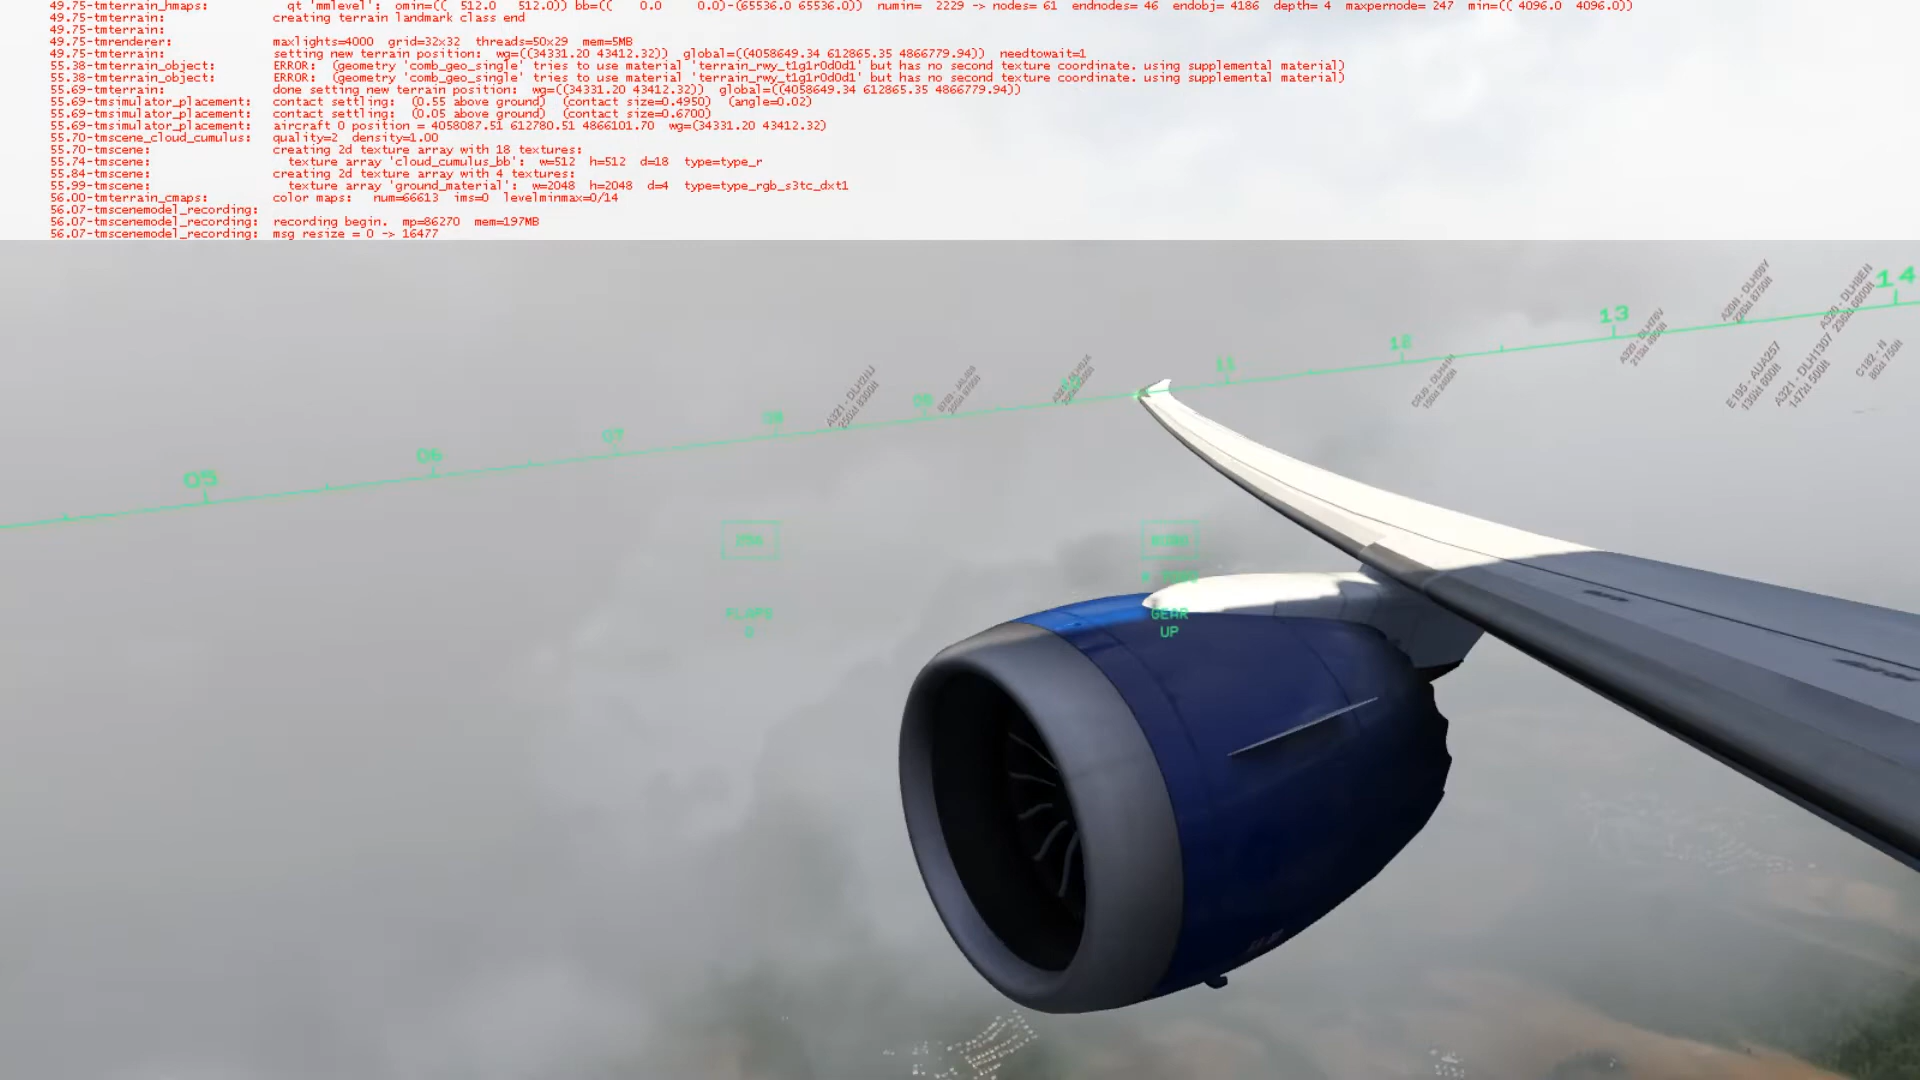 49.75-tmterrain_hmaps: qt 'mmlevel': omin=(( 512.0 512.0)) bb=(( 0.0 0.0)-(65536.0 65536.0)) numin= 2229 -> nodes= 61 endnodes= 46 endobj= 4186 depth= 4 maxpernode= 247 min=(( 4096.0 4096.0))
49.75-tmterrain: creating terrain landmark class end
49.75-tmterrain:
49.75-tmrenderer: maxlights=4000 grid=32x32 threads=50x29 mem=5MB
49.75-tmterrain: setting new terrain position: wg=((34331.20 43412.32)) global=((4058649.34 612865.35 4866779.94)) needtowait=1
55.38-tmterrain_object: ERROR: (geometry 'comb_geo_single' tries to use material 'terrain_rwy_t1g1r0d0d1' but has no second texture coordinate. using supplemental material)
55.38-tmterrain_object: ERROR: (geometry 'comb_geo_single' tries to use material 'terrain_rwy_t1g1r0d0d1' but has no second texture coordinate. using supplemental material)
55.69-tmterrain: done setting new terrain position: wg=((34331.20 43412.32)) global=((4058649.34 612865.35 4866779.94))
55.69-tmsimulator_placement: contact settling: (0.55 above ground) (contact size=0.4950) (angle=0.02)
55.69-tmsimulator_placement: contact settling: (0.05 above ground) (contact size=0.6700)
55.69-tmsimulator_placement: aircraft 0 position = 4058087.51 612780.51 4866101.70 wg=(34331.20 43412.32)
55.70-tmscene_cloud_cumulus: quality=2 density=1.00
55.70-tmscene: creating 2d texture array with 18 textures:
55.74-tmscene: texture array 'cloud_cumulus_bb': w=512 h=512 d=18 type=type_r
55.84-tmscene: creating 2d texture array with 4 textures:
55.99-tmscene: texture array 'ground_material': w=2048 h=2048 d=4 type=type_rgb_s3tc_dxt1
56.00-tmterrain_cmaps: color maps: num=66613 ims=0 levelminmax=0/14
56.07-tmscenemodel_recording:
56.07-tmscenemodel_recording: recording begin. mp=86270 mem=197MB
56.07-tmscenemodel_recording: msg resize = 0 -> 16477
05
06
07
08
09
11
12
13
14
E195 - AUA257
A321 - DLH1307
147kt 500ft
C182 - N
80kt 750ft
FLAPS
0
GEAR
UP